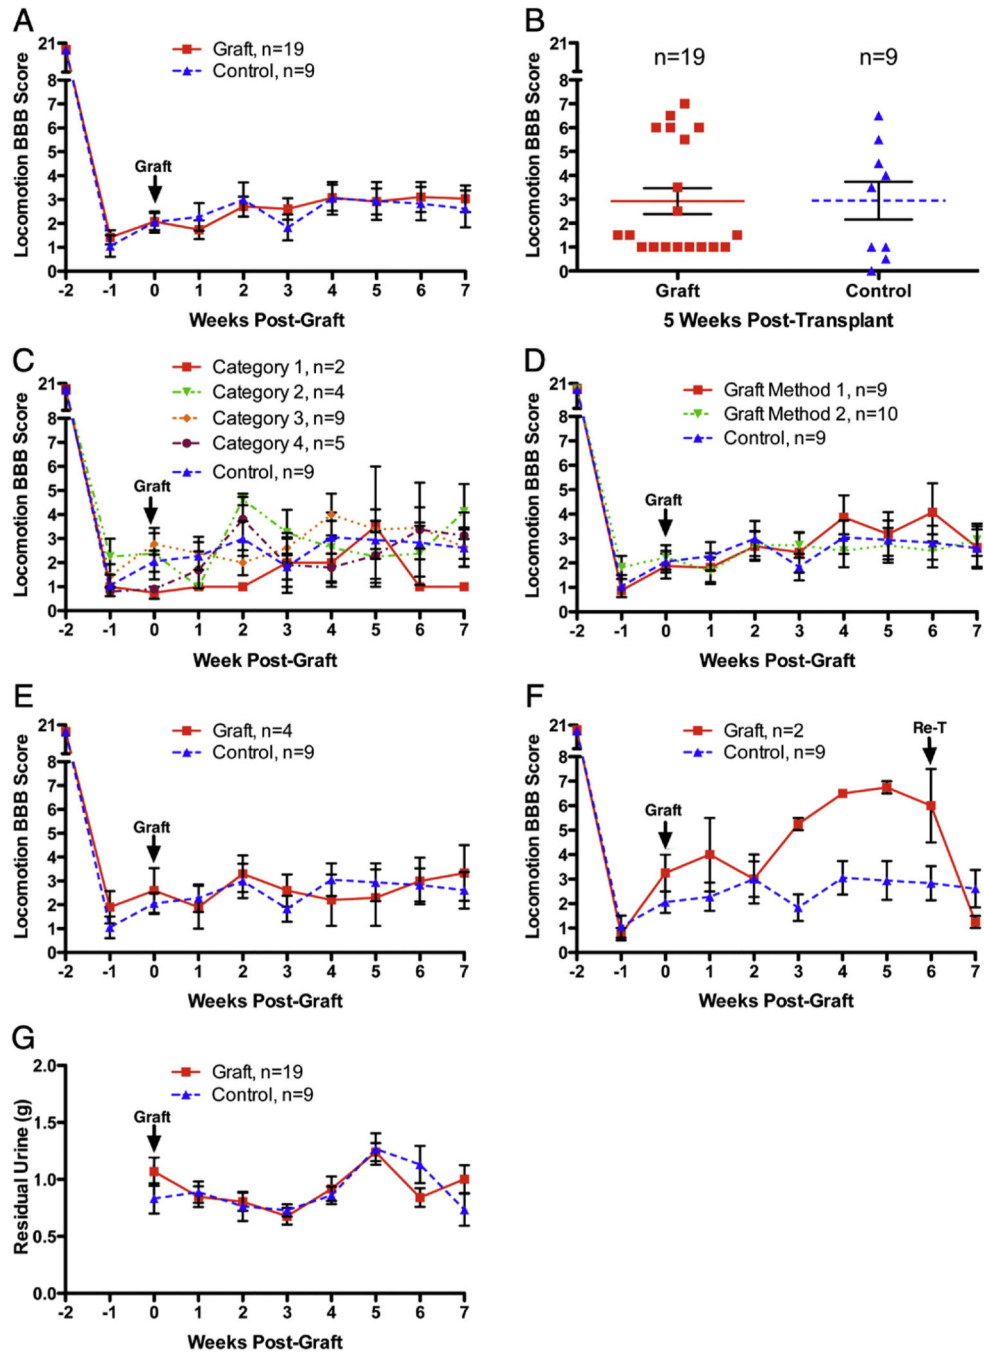 A
Locomotion BBB Score
21
8
7
6
5
4
3
2
1
0
Graft, n=19
Control, n=9
Graft
-2 -1 0 1 2 3 4 5 6 7
Weeks Post-Graft
B
Locomotion BBB Score
21
8
7
6
5
4
3
2
1
0
n=19 n=9
Graft Control
5 Weeks Post-Transplant
C
Locomotion BBB Score
21
8
7
6
5
4
3
2
1
0
Category 1, n=2
Category 2, n=4
Category 3, n=9
Category 4, n=5
Control, n=9
Graft
-2 -1 0 1 2 3 4 5 6 7
Week Post-Graft
D
Locomotion BBB Score
21
8
7
6
5
4
3
2
1
0
Graft Method 1, n=9
Graft Method 2, n=10
Control, n=9
Graft
-2 -1 0 1 2 3 4 5 6 7
Weeks Post-Graft
E
Locomotion BBB Score
21
8
7
6
5
4
3
2
1
0
Graft, n=4
Control, n=9
Graft
-2 -1 0 1 2 3 4 5 6 7
Weeks Post-Graft
F
Locomotion BBB Score
21
8
7
6
5
4
3
2
1
0
Graft, n=2
Control, n=9
Re-T
Graft
-2 -1 0 1 2 3 4 5 6 7
Weeks Post-Graft
G
Residual Urine (g)
2.0
1.5
1.0
0.5
0.0
Graft, n=19
Control, n=9
Graft
-2 -1 0 1 2 3 4 5 6 7
Weeks Post-Graft